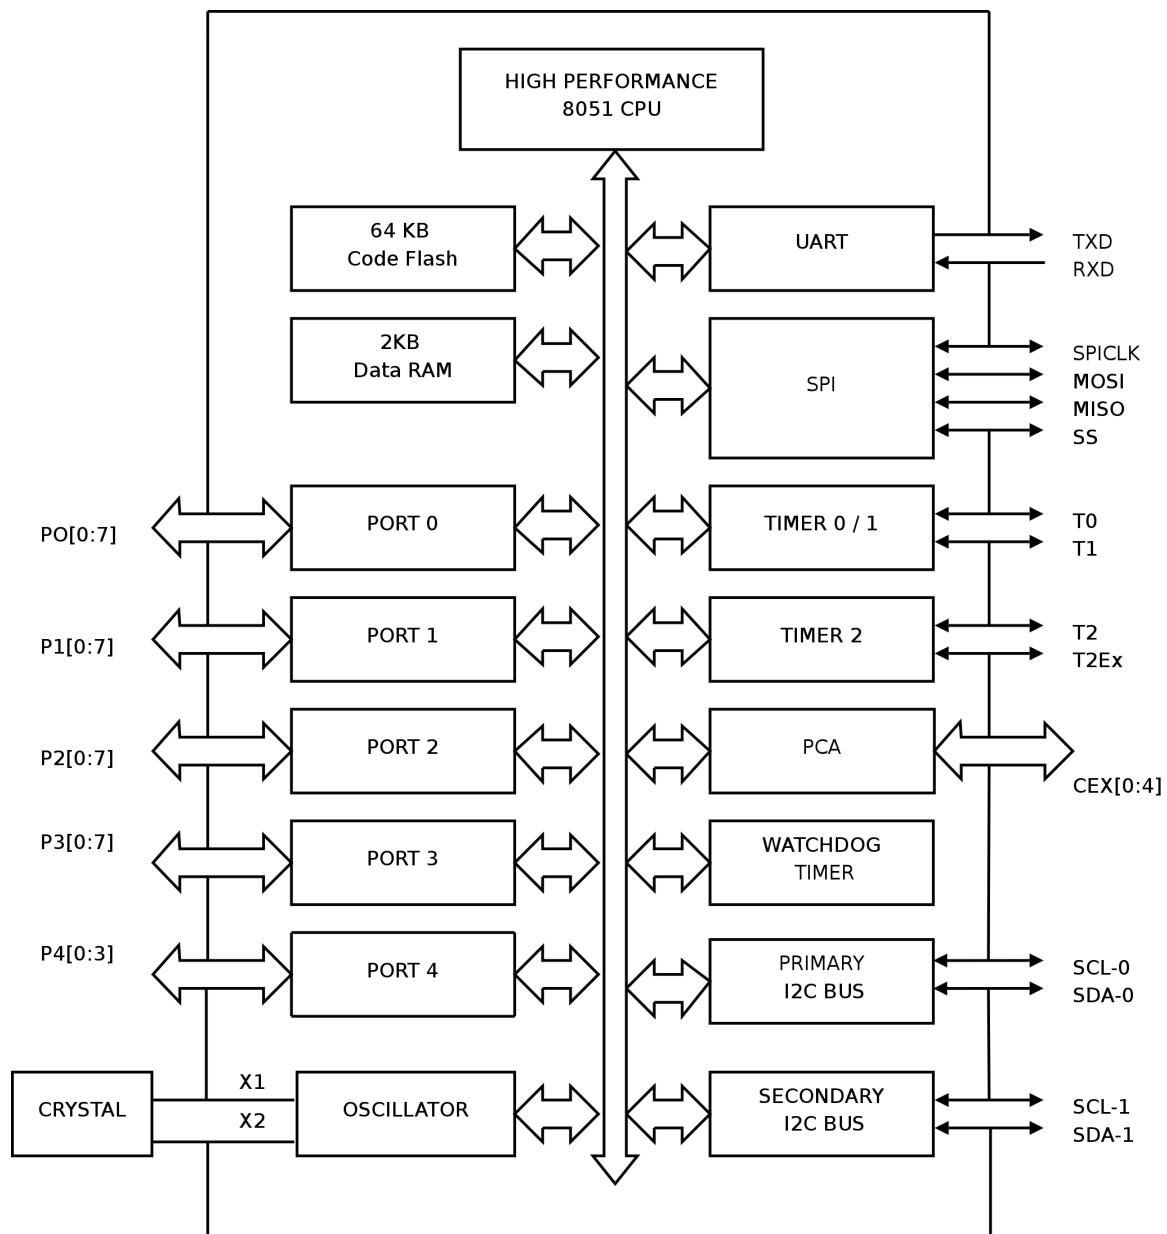 HIGH PERFORMANCE
8051 CPU
64 KB
Code Flash
UART
TXD
RXD
2KB
Data RAM
SPI
SPICLK
MOSI
MISO
SS
PO[0:7]
PORT 0
TIMER 0 / 1
T0
T1
P1[0:7]
PORT 1
TIMER 2
T2
T2Ex
P2[0:7]
PORT 2
PCA
CEX[0:4]
P3[0:7]
PORT 3
WATCHDOG
TIMER
P4[0:3]
PORT 4
PRIMARY
I2C BUS
SCL-0
SDA-0
CRYSTAL
X1
X2
OSCILLATOR
SECONDARY
I2C BUS
SCL-1
SDA-1